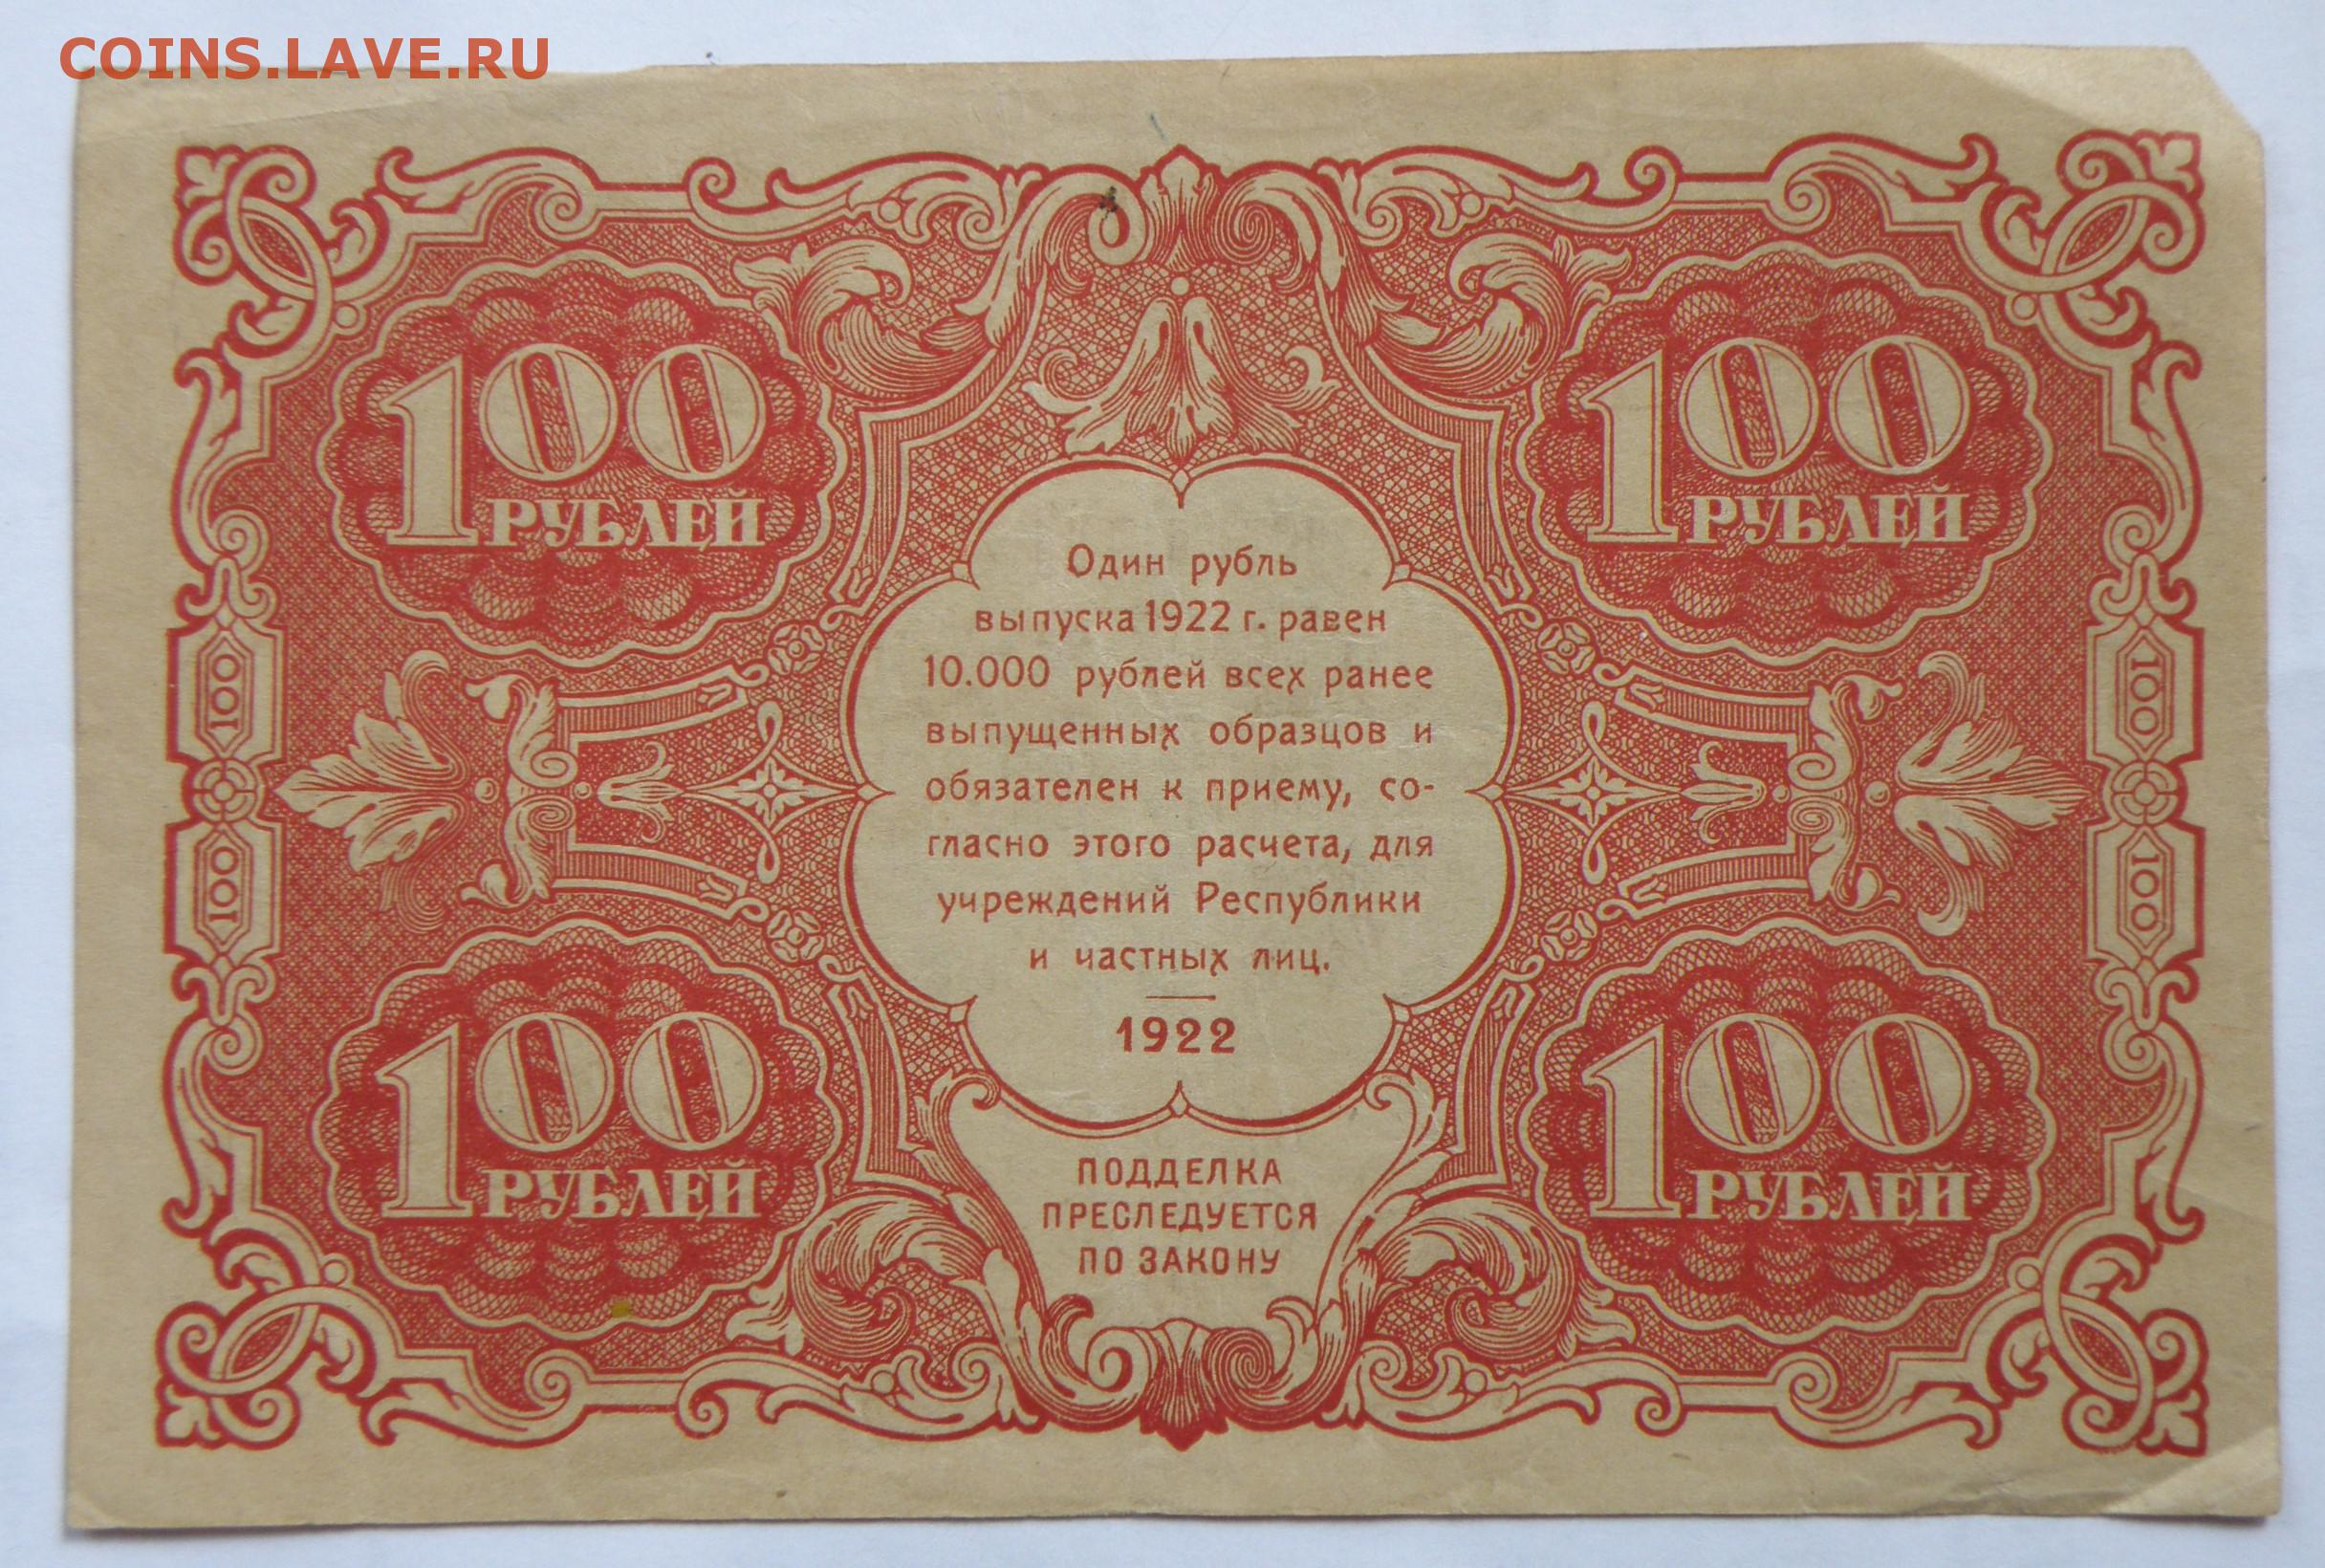 COINS.LAVE.RU
100
РУБЛЕЙ
100
РУБЛЕЙ
Один рубль
выпуска 1922 г. равен
10.000 рублей всех ранее
выпущенных образцов и
обязателен к приему, со-
гласно этого расчета, для
учреждений Республики
и частных лиц.
1922
100
100
100
100
100
РУБЛЕЙ
100
РУБЛЕЙ
ПОДДЕЛКА
ПРЕСЛЕДУЕТСЯ
ПО ЗАКОНУ